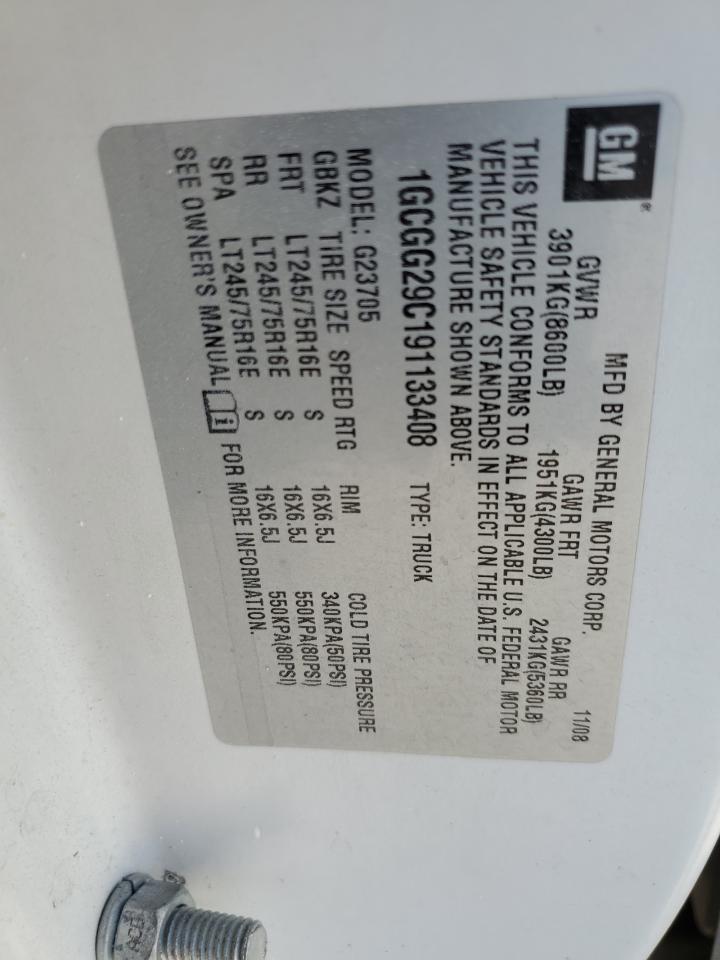 GM®
MFD BY GENERAL MOTORS CORP. 11/08
GVWR GAWR FRT GAWR RR
3901KG(8600LB) 1951KG(4300LB) 2431KG(5360LB)
THIS VEHICLE CONFORMS TO ALL APPLICABLE U.S. FEDERAL MOTOR
VEHICLE SAFETY STANDARDS IN EFFECT ON THE DATE OF
MANUFACTURE SHOWN ABOVE.
1GCGG29C191133408 TYPE: TRUCK
MODEL: G23705
GBKZ TIRE SIZE SPEED RTG RIM COLD TIRE PRESSURE
FRT LT245/75R16E S 16X6.5J 340KPA(50PSI)
RR LT245/75R16E S 16X6.5J 550KPA(80PSI)
SPA LT245/75R16E S 16X6.5J 550KPA(80PSI)
SEE OWNER'S MANUAL i FOR MORE INFORMATION.